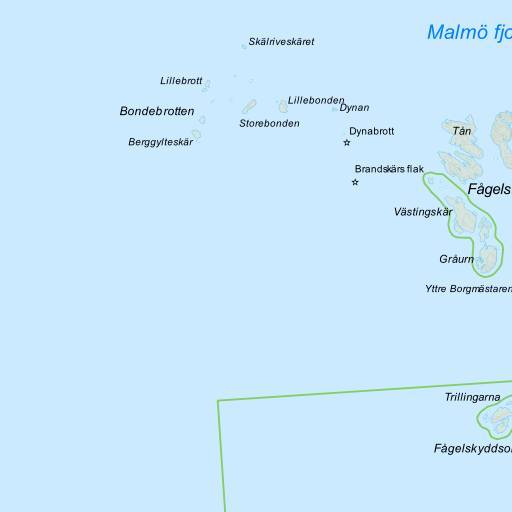 Malmö fjo
Skälriveskäret
Lillebrott
Lillebonden
Bondebrotten
Dynan
Storebonden
Dynabrott
Tån
Berggylteskär
Brandskärs flak
Fågels
Västingskär
Gråurn
Yttre Borgmästaren
Trillingarna
Fågelskyddso